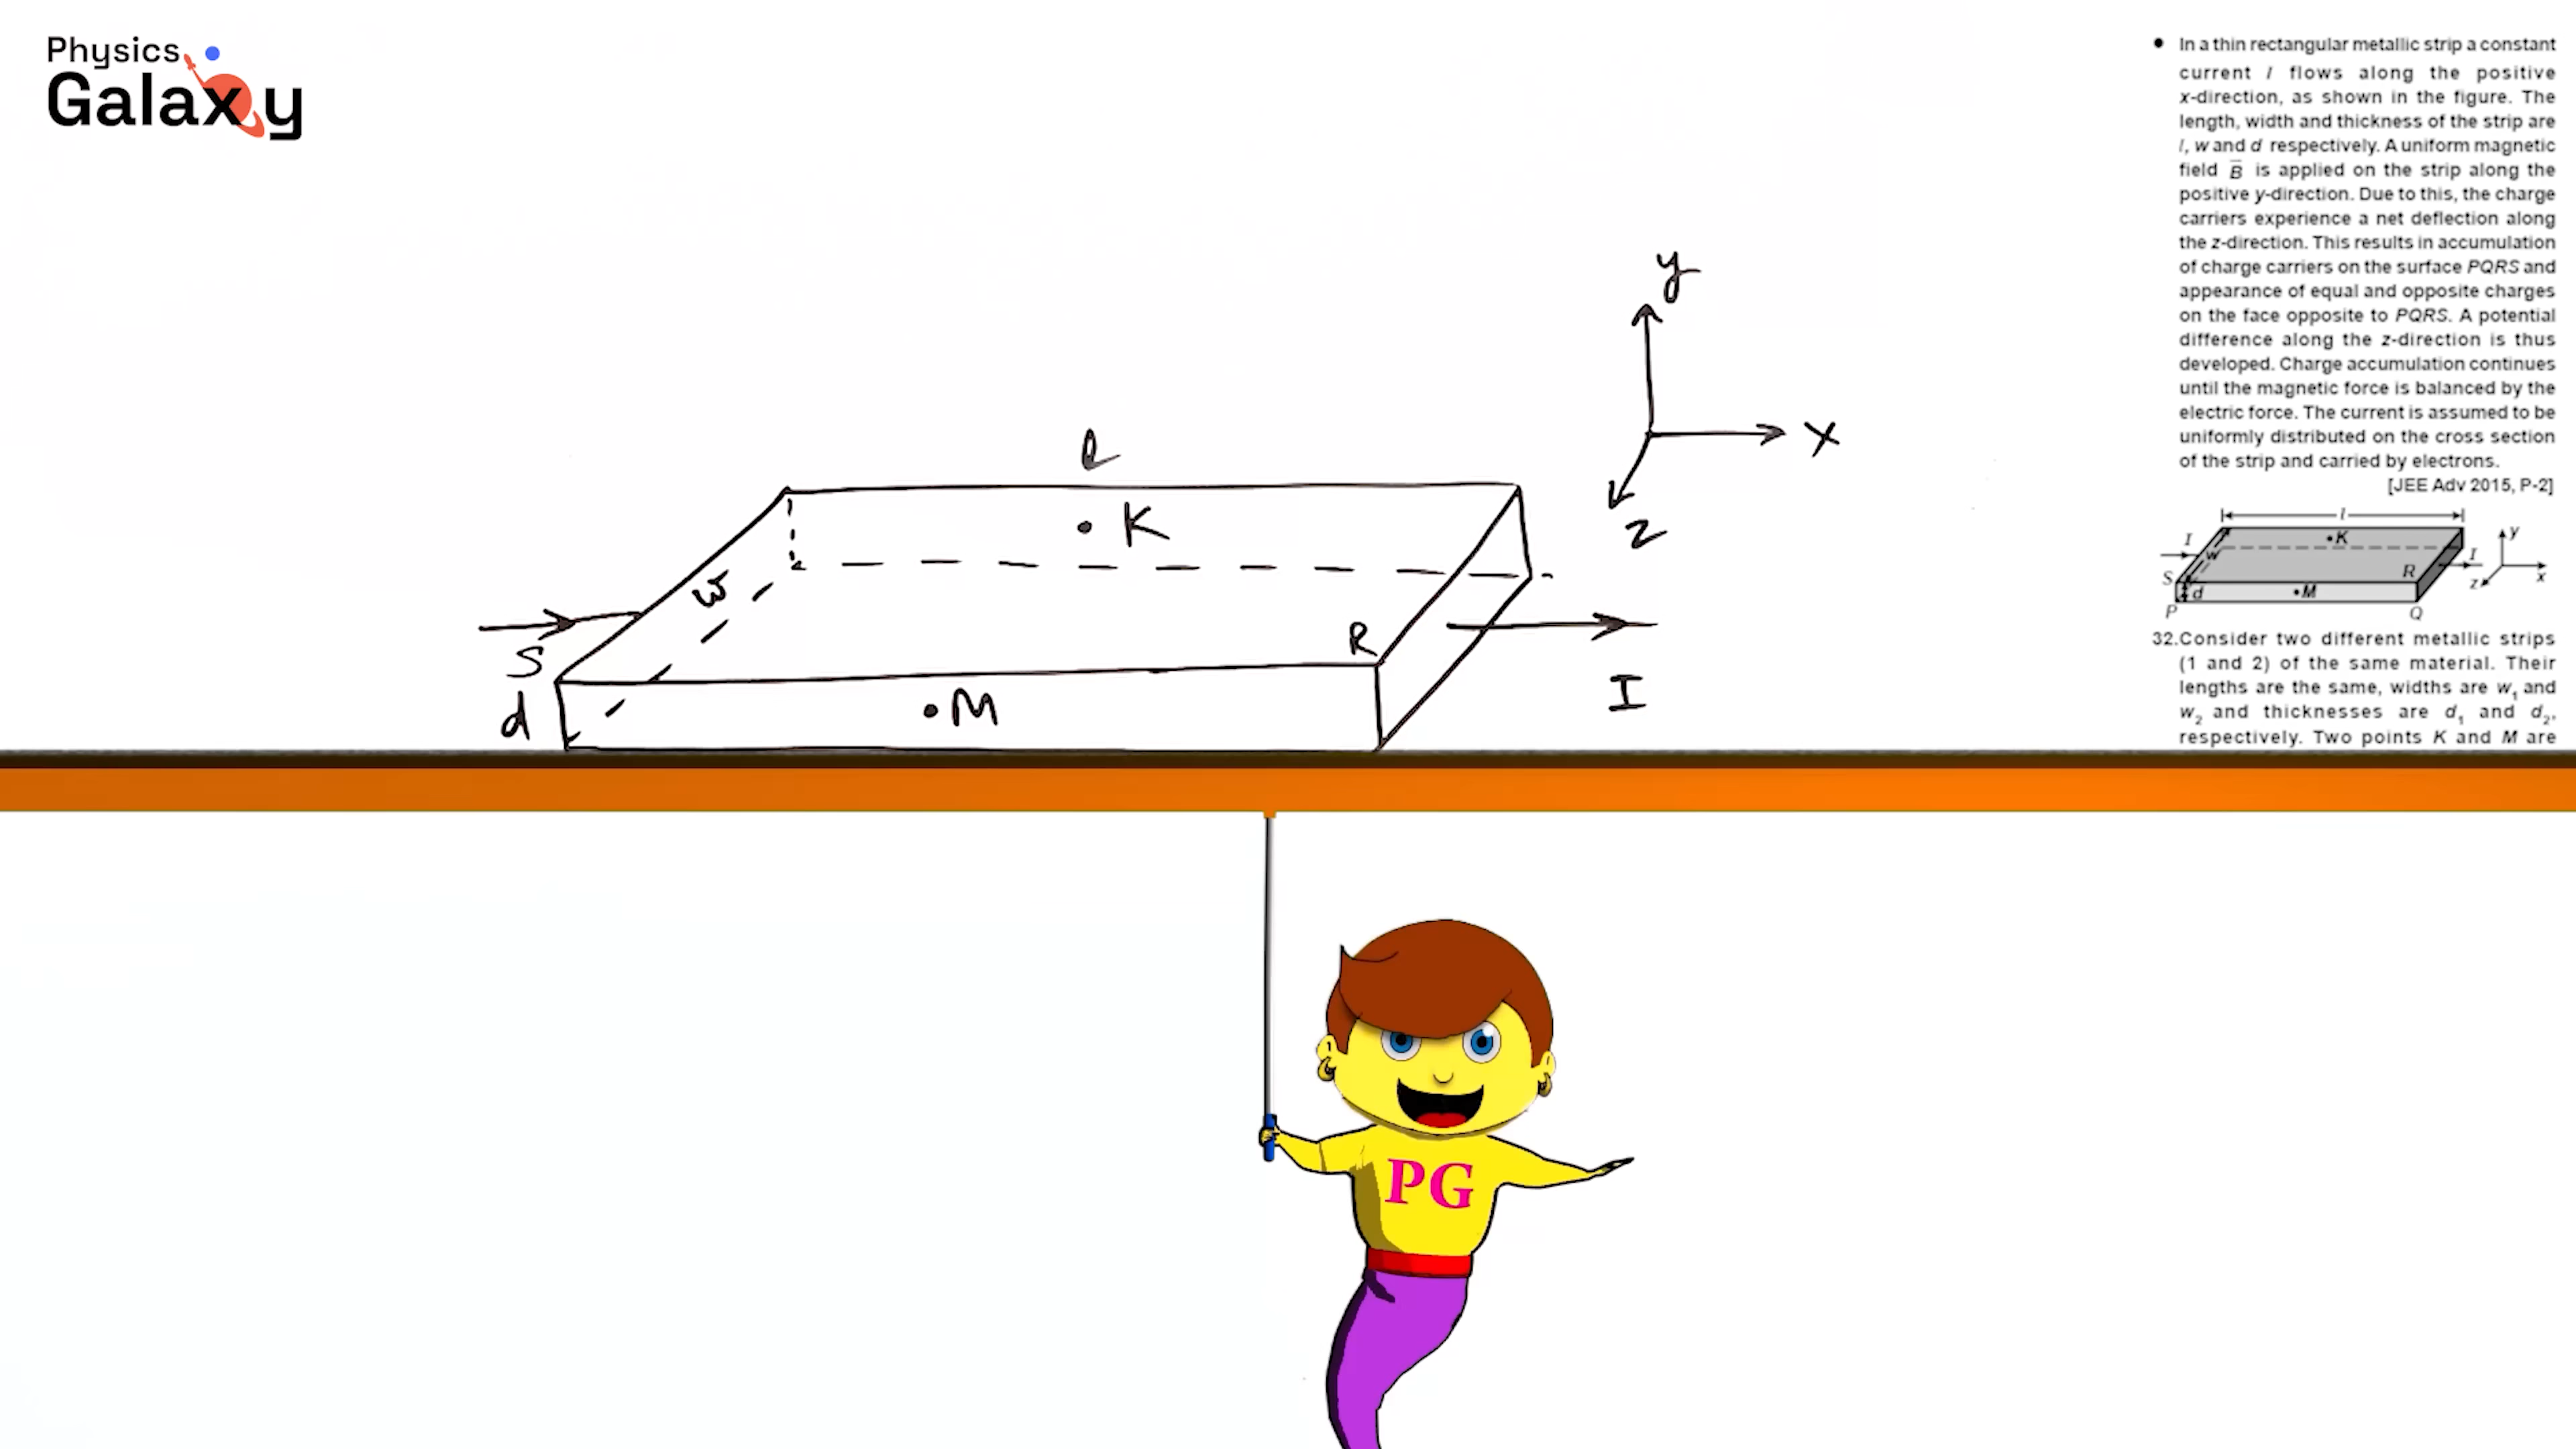 Physics
Galaxy
• In a thin rectangular metallic strip a constant
current I flows along the positive
x-direction, as shown in the figure. The
length, width and thickness of the strip are
l, w and d respectively. A uniform magnetic
field B̅ is applied on the strip along the
positive y-direction. Due to this, the charge
carriers experience a net deflection along
the z-direction. This results in accumulation
of charge carriers on the surface PQRS and
appearance of equal and opposite charges
on the face opposite to PQRS. A potential
difference along the z-direction is thus
developed. Charge accumulation continues
until the magnetic force is balanced by the
electric force. The current is assumed to be
uniformly distributed on the cross section
of the strip and carried by electrons.
[JEE Adv 2015, P-2]
l
I
K
y
w
I
S
R
z
x
d
M
P
Q
32.Consider two different metallic strips
(1 and 2) of the same material. Their
lengths are the same, widths are w₁ and
w₂ and thicknesses are d₁ and d₂,
respectively. Two points K and M are
y
x
z
l
K
w
S
R
d
M
I
PG